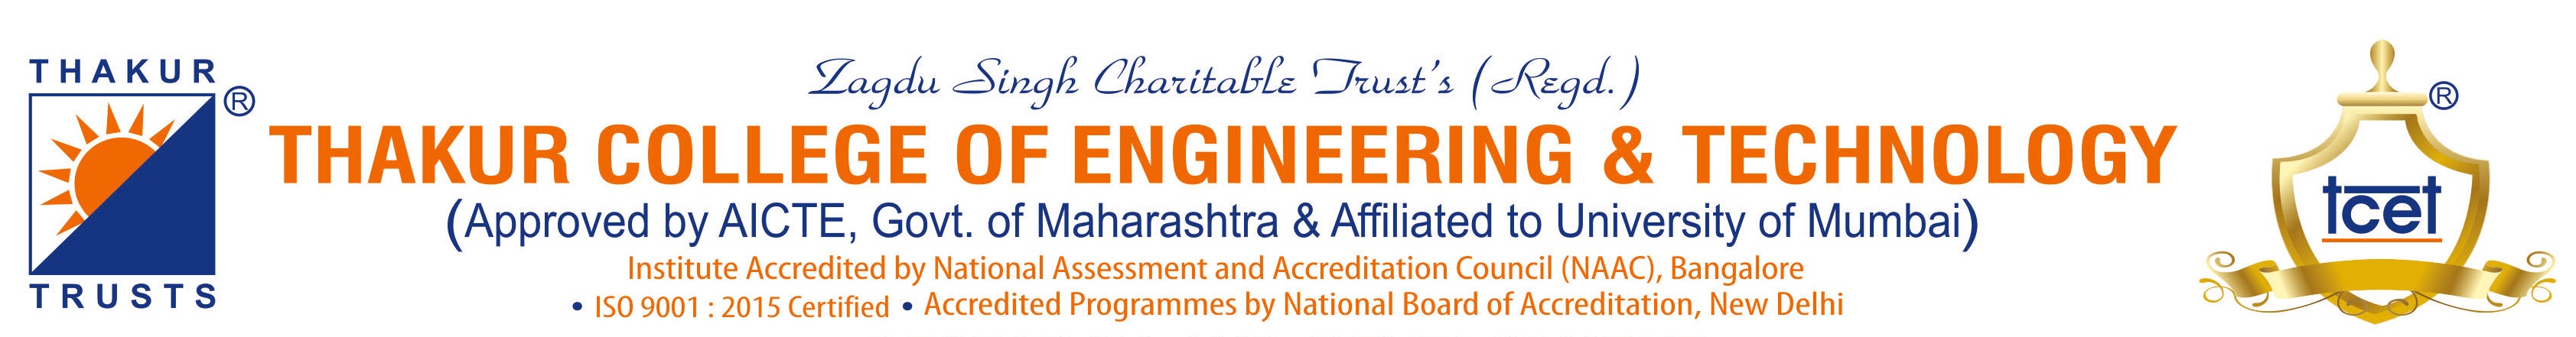 THAKUR
®
TRUSTS
Zagdu Singh Charitable Trust's (Regd.)
THAKUR COLLEGE OF ENGINEERING & TECHNOLOGY
(Approved by AICTE, Govt. of Maharashtra & Affiliated to University of Mumbai)
Institute Accredited by National Assessment and Accreditation Council (NAAC), Bangalore
• ISO 9001 : 2015 Certified • Accredited Programmes by National Board of Accreditation, New Delhi
®
tcet